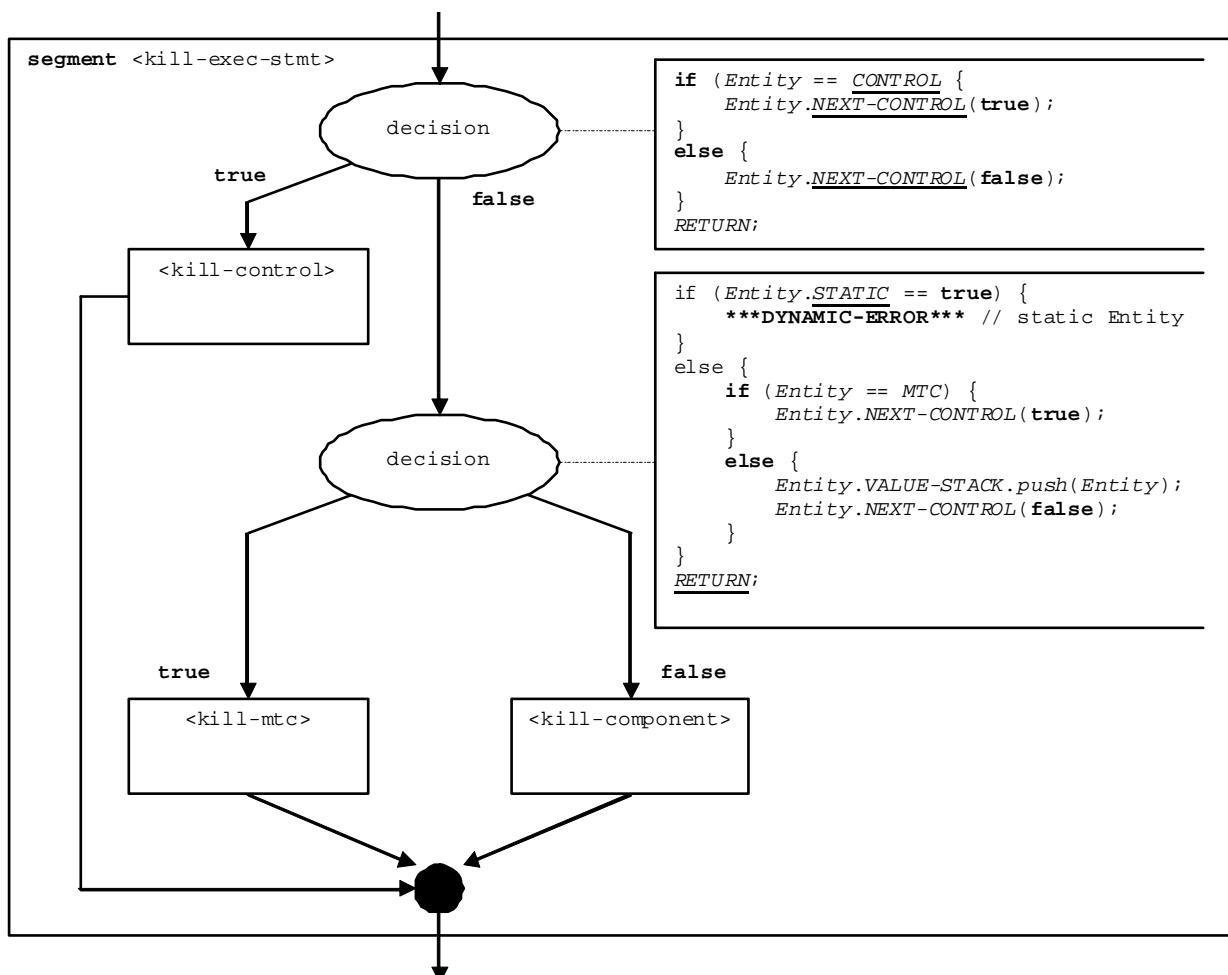 segment <kill-exec-stmt>
decision
if (Entity == CONTROL {
Entity.NEXT-CONTROL(true);
}
else {
Entity.NEXT-CONTROL(false);
}
RETURN;
true
false
<kill-control>
if (Entity.STATIC == true) {
***DYNAMIC-ERROR*** // static Entity
}
else {
if (Entity == MTC) {
Entity.NEXT-CONTROL(true);
}
else {
Entity.VALUE-STACK.push(Entity);
Entity.NEXT-CONTROL(false);
}
}
RETURN;
decision
true
false
<kill-mtc>
<kill-component>